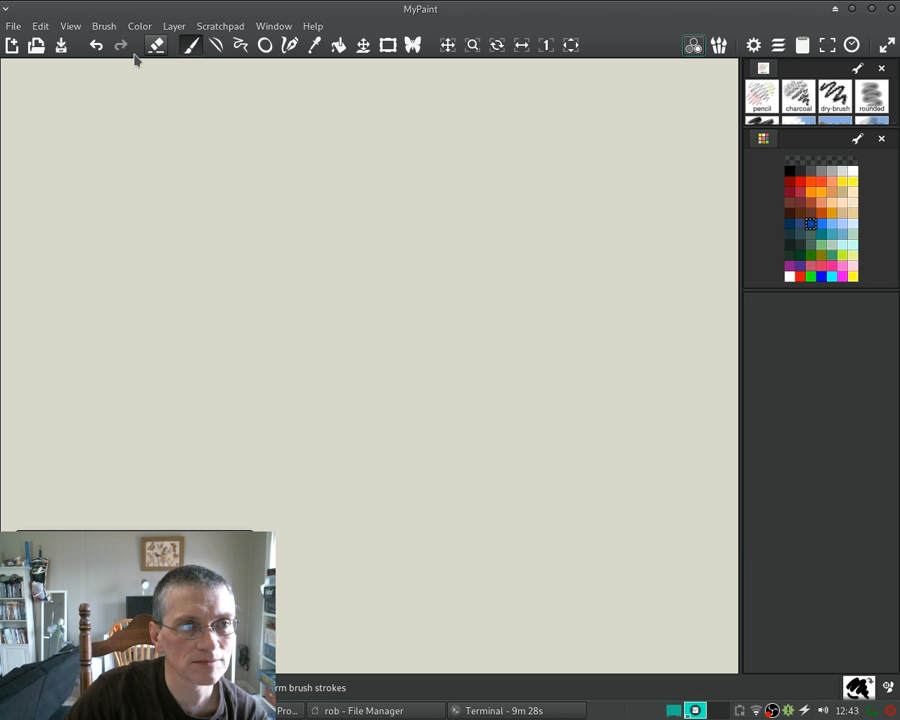 MyPaint
File Edit View Brush Color Layer Scratchpad Window Help
pencil charcoal dry-brush rounded
rm brush strokes
Pro... rob - File Manager Terminal - 9m 28s 12:43